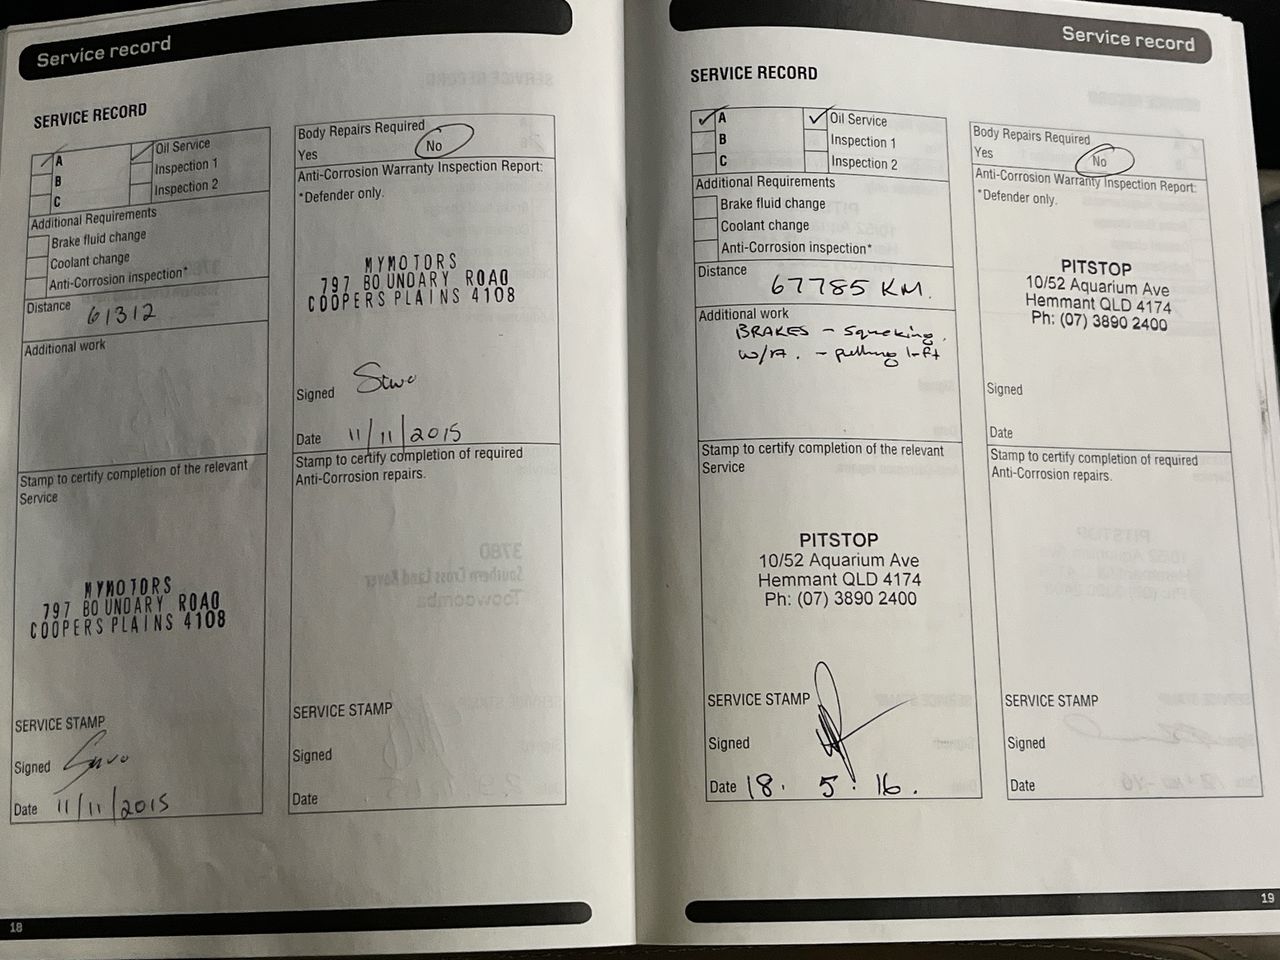 Service record
SERVICE RECORD
A
B
C
Oil Service
Inspection 1
Inspection 2
Additional Requirements
Brake fluid change
Coolant change
Anti-Corrosion inspection*
Distance 61312
Additional work
Stamp to certify completion of the relevant
Service
MYMOTORS
797 BOUNDARY ROAD
COOPERS PLAINS 4108
SERVICE STAMP
Signed
Date 11/11/2015
Body Repairs Required
Yes No
Anti-Corrosion Warranty Inspection Report:
*Defender only.
MYMOTORS
797 BOUNDARY ROAD
COOPERS PLAINS 4108
Signed
Date 11/11/2015
Stamp to certify completion of required
Anti-Corrosion repairs.
SERVICE STAMP
Signed
Date
18
Service record
SERVICE RECORD
A
B
C
Oil Service
Inspection 1
Inspection 2
Additional Requirements
Brake fluid change
Coolant change
Anti-Corrosion inspection*
Distance
67785 KM.
Additional work
BRAKES - squeking.
W/A. - pulling left
Stamp to certify completion of the relevant
Service
PITSTOP
10/52 Aquarium Ave
Hemmant QLD 4174
Ph: (07) 3890 2400
SERVICE STAMP
Signed
Date 18. 5. 16.
Body Repairs Required
Yes No
Anti-Corrosion Warranty Inspection Report:
*Defender only.
PITSTOP
10/52 Aquarium Ave
Hemmant QLD 4174
Ph: (07) 3890 2400
Signed
Date
Stamp to certify completion of required
Anti-Corrosion repairs.
SERVICE STAMP
Signed
Date
19